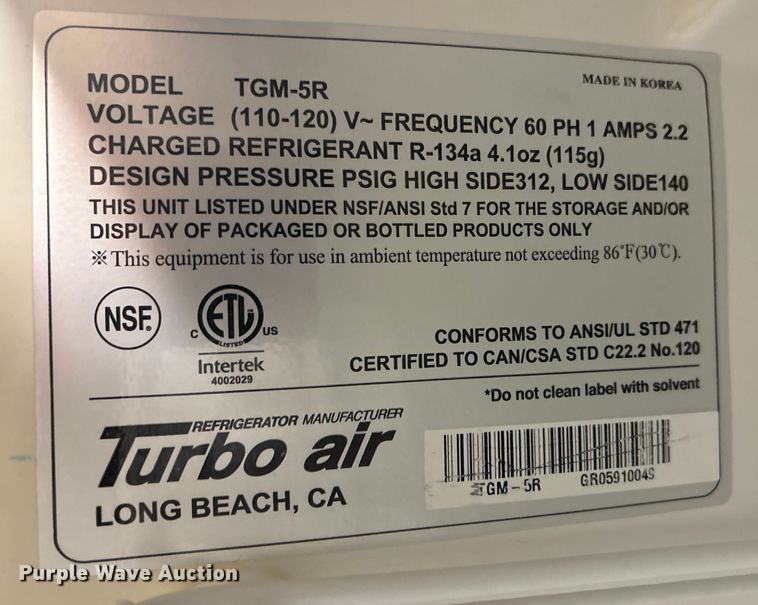 MODEL TGM-5R MADE IN KOREA
VOLTAGE (110-120) V~ FREQUENCY 60 PH 1 AMPS 2.2
CHARGED REFRIGERANT R-134a 4.1oz (115g)
DESIGN PRESSURE PSIG HIGH SIDE312, LOW SIDE140
THIS UNIT LISTED UNDER NSF/ANSI Std 7 FOR THE STORAGE AND/OR
DISPLAY OF PACKAGED OR BOTTLED PRODUCTS ONLY
※This equipment is for use in ambient temperature not exceeding 86°F(30℃).
NSF®
C ETL US
LISTED
Intertek
4002029
CONFORMS TO ANSI/UL STD 471
CERTIFIED TO CAN/CSA STD C22.2 No.120
*Do not clean label with solvent
REFRIGERATOR MANUFACTURER
Turbo air
LONG BEACH, CA
TGM-5R GR0591004S
Purple Wave Auction